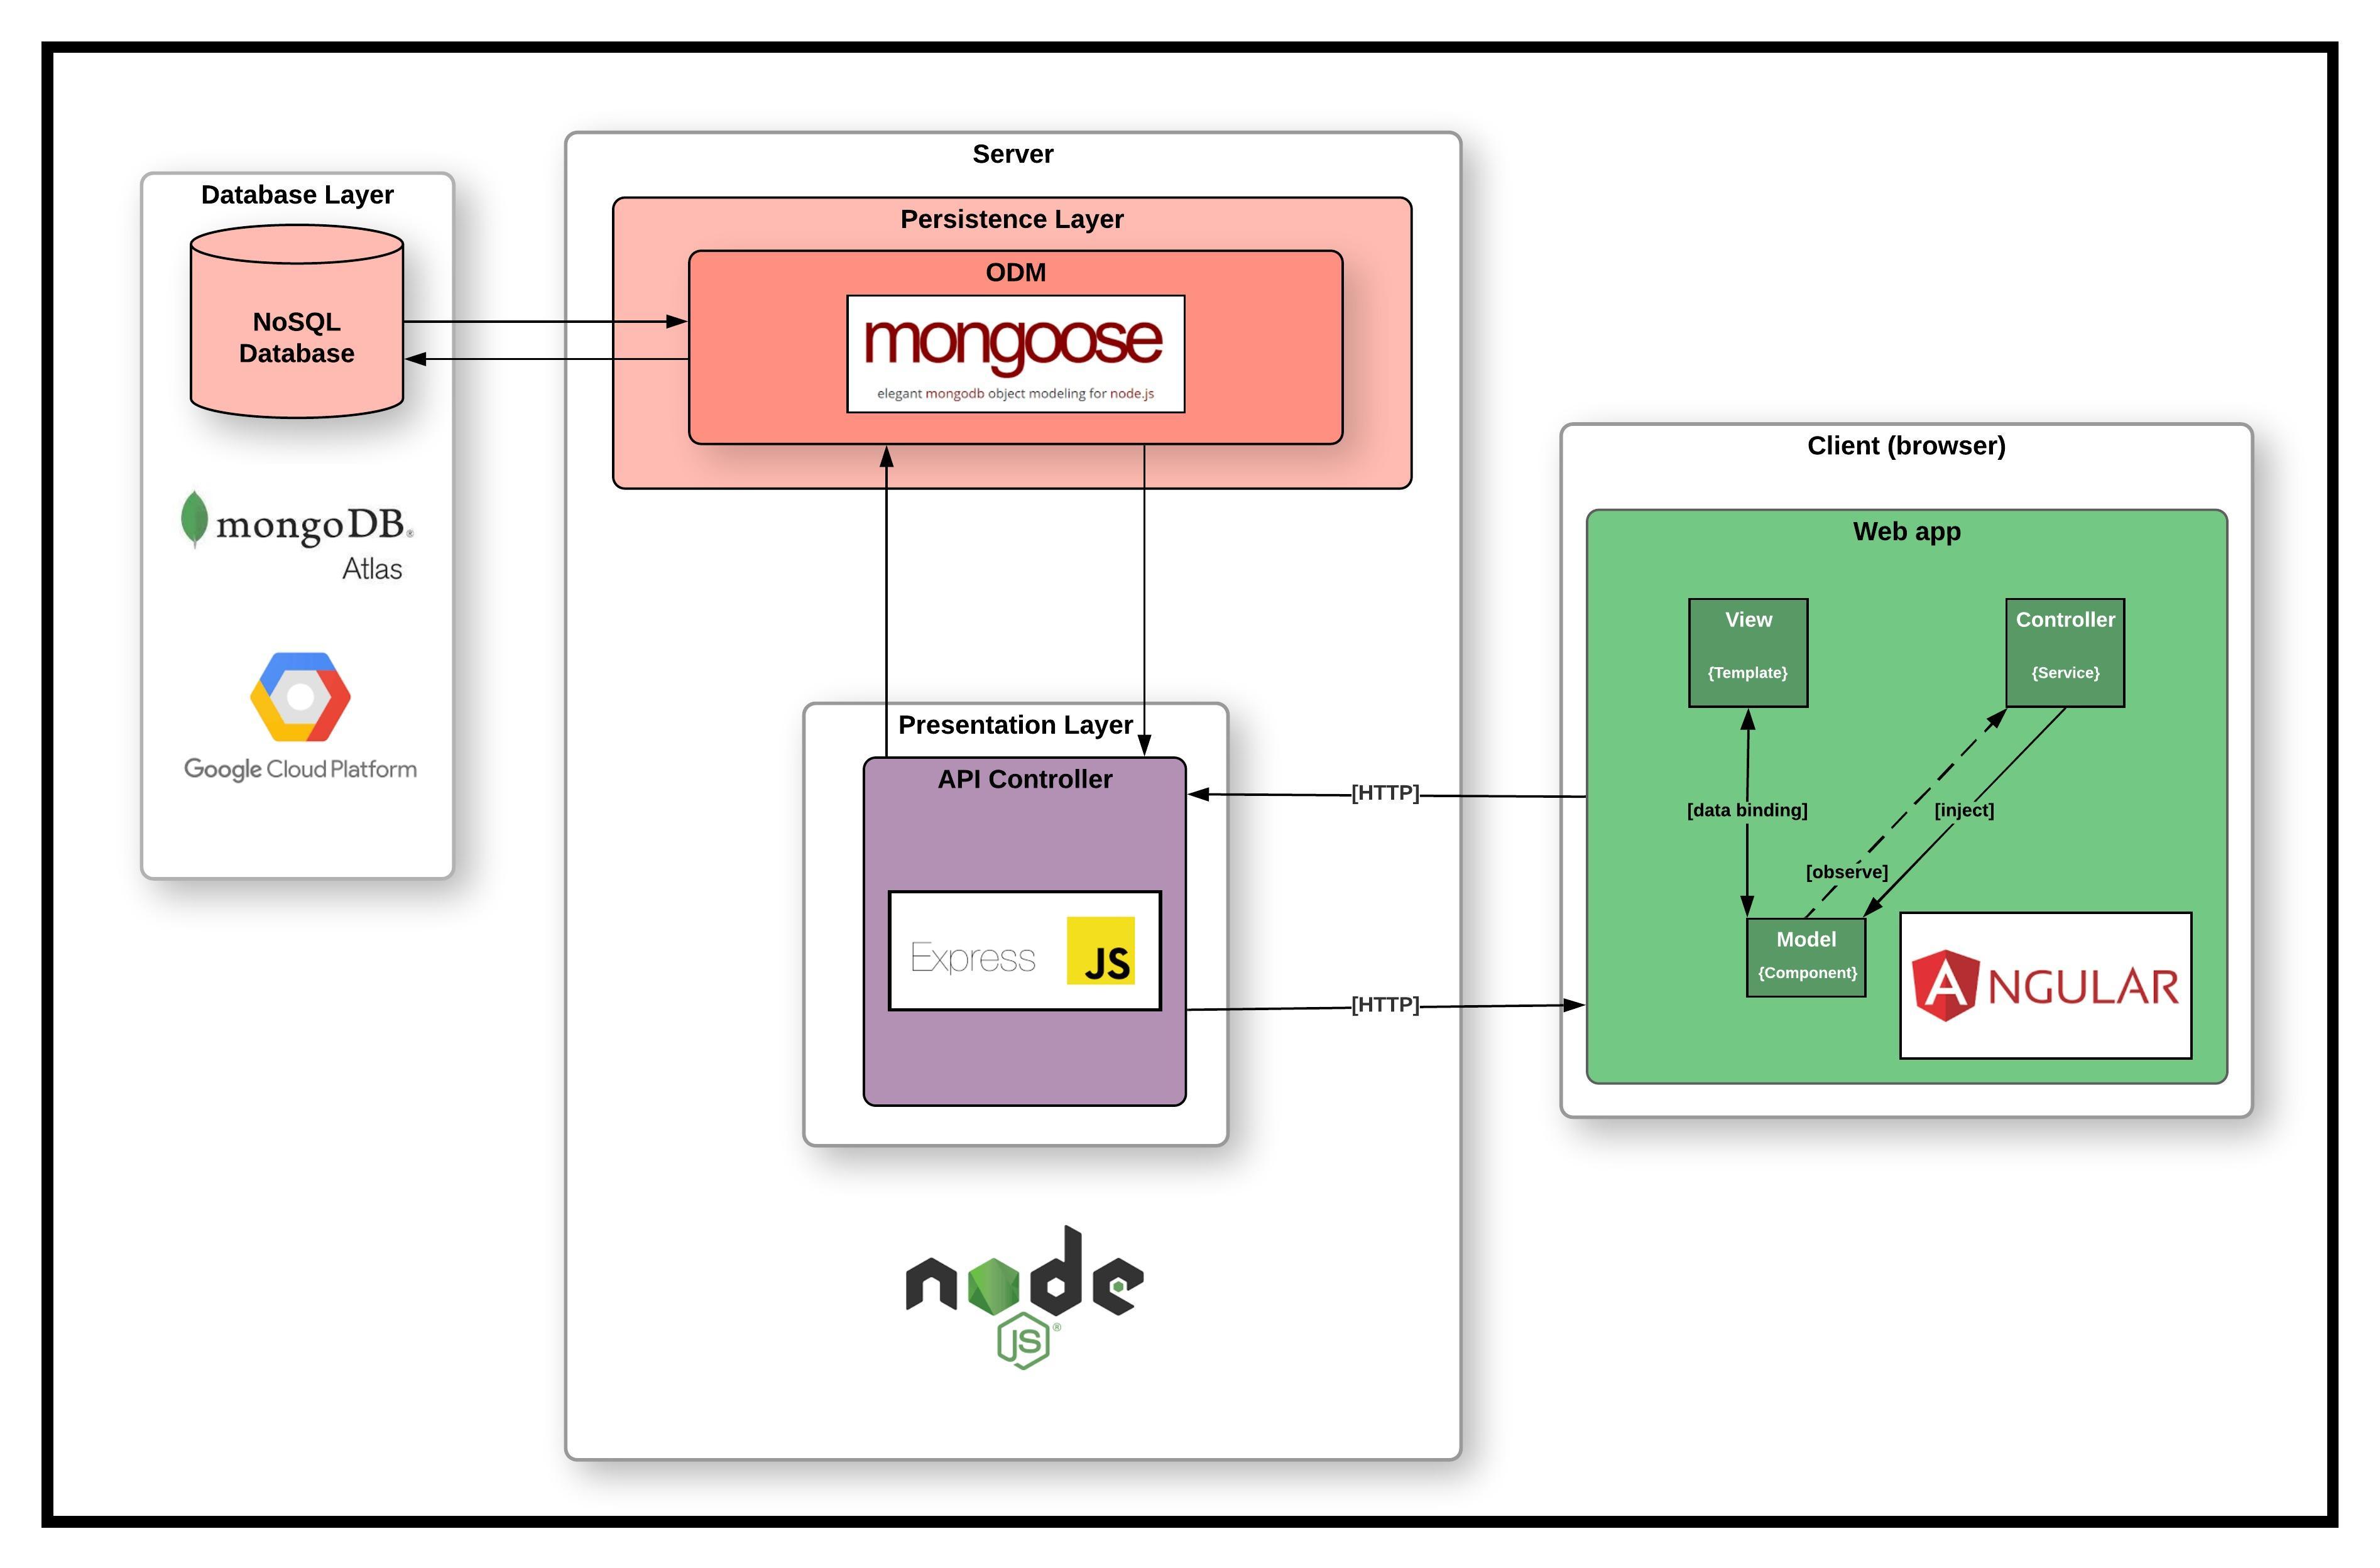 Database Layer
NoSQL
Database
mongoDB®
Atlas
Google Cloud Platform
Server
Persistence Layer
ODM
mongoose
elegant mongodb object modeling for node.js
Presentation Layer
API Controller
Express
JS
node
JS®
[HTTP]
[HTTP]
Client (browser)
Web app
View
{Template}
Controller
{Service}
[data binding]
[inject]
[observe]
Model
{Component}
ANGULAR